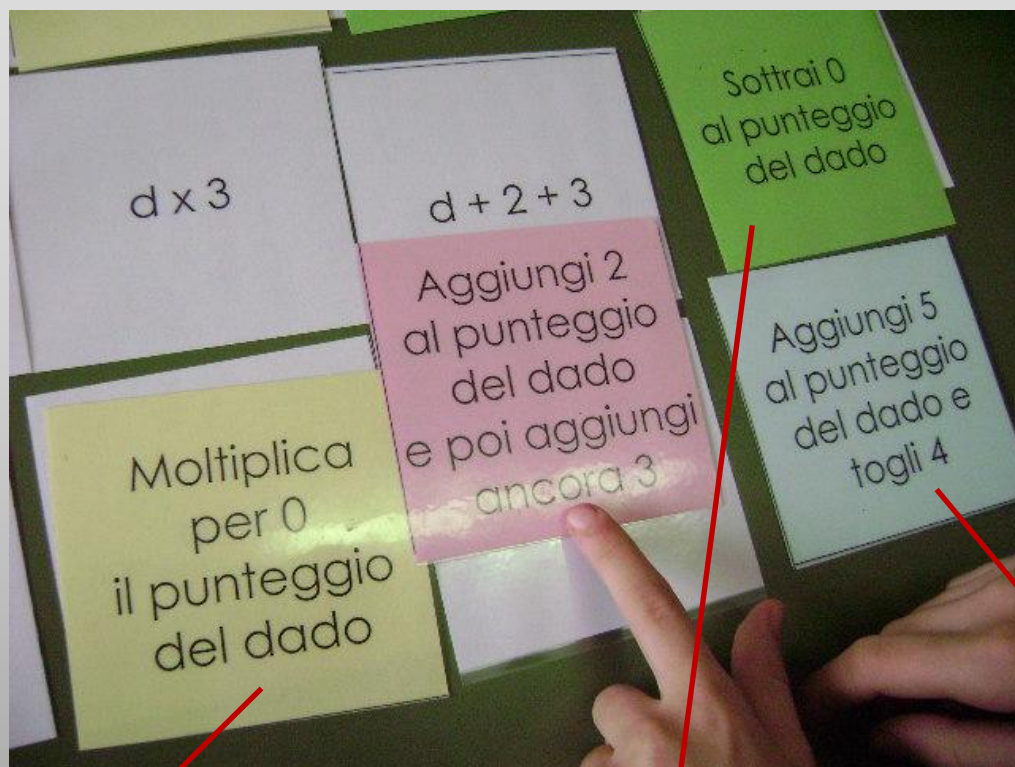 d x 3
d + 2 + 3
Sottrai 0
al punteggio
del dado
Aggiungi 2
al punteggio
del dado
e poi aggiungi
ancora 3
Aggiungi 5
al punteggio
del dado e
togli 4
Moltiplica
per 0
il punteggio
del dado